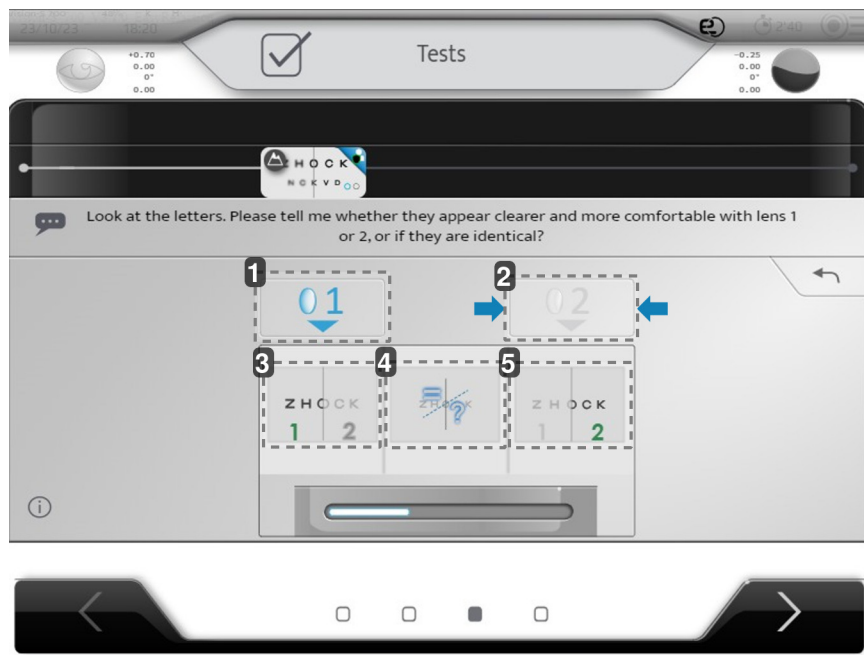 23/10/23 18:20
Tests
2'40
+0.70
0.00
0°
0.00
-0.25
0.00
0°
0.00
ZHOCK
NCKVD
Look at the letters. Please tell me whether they appear clearer and more comfortable with lens 1
or 2, or if they are identical?
1
01
2
02
3
4
5
ZHOCK
1 2
ZHOCK
?
ZHOCK
1 2